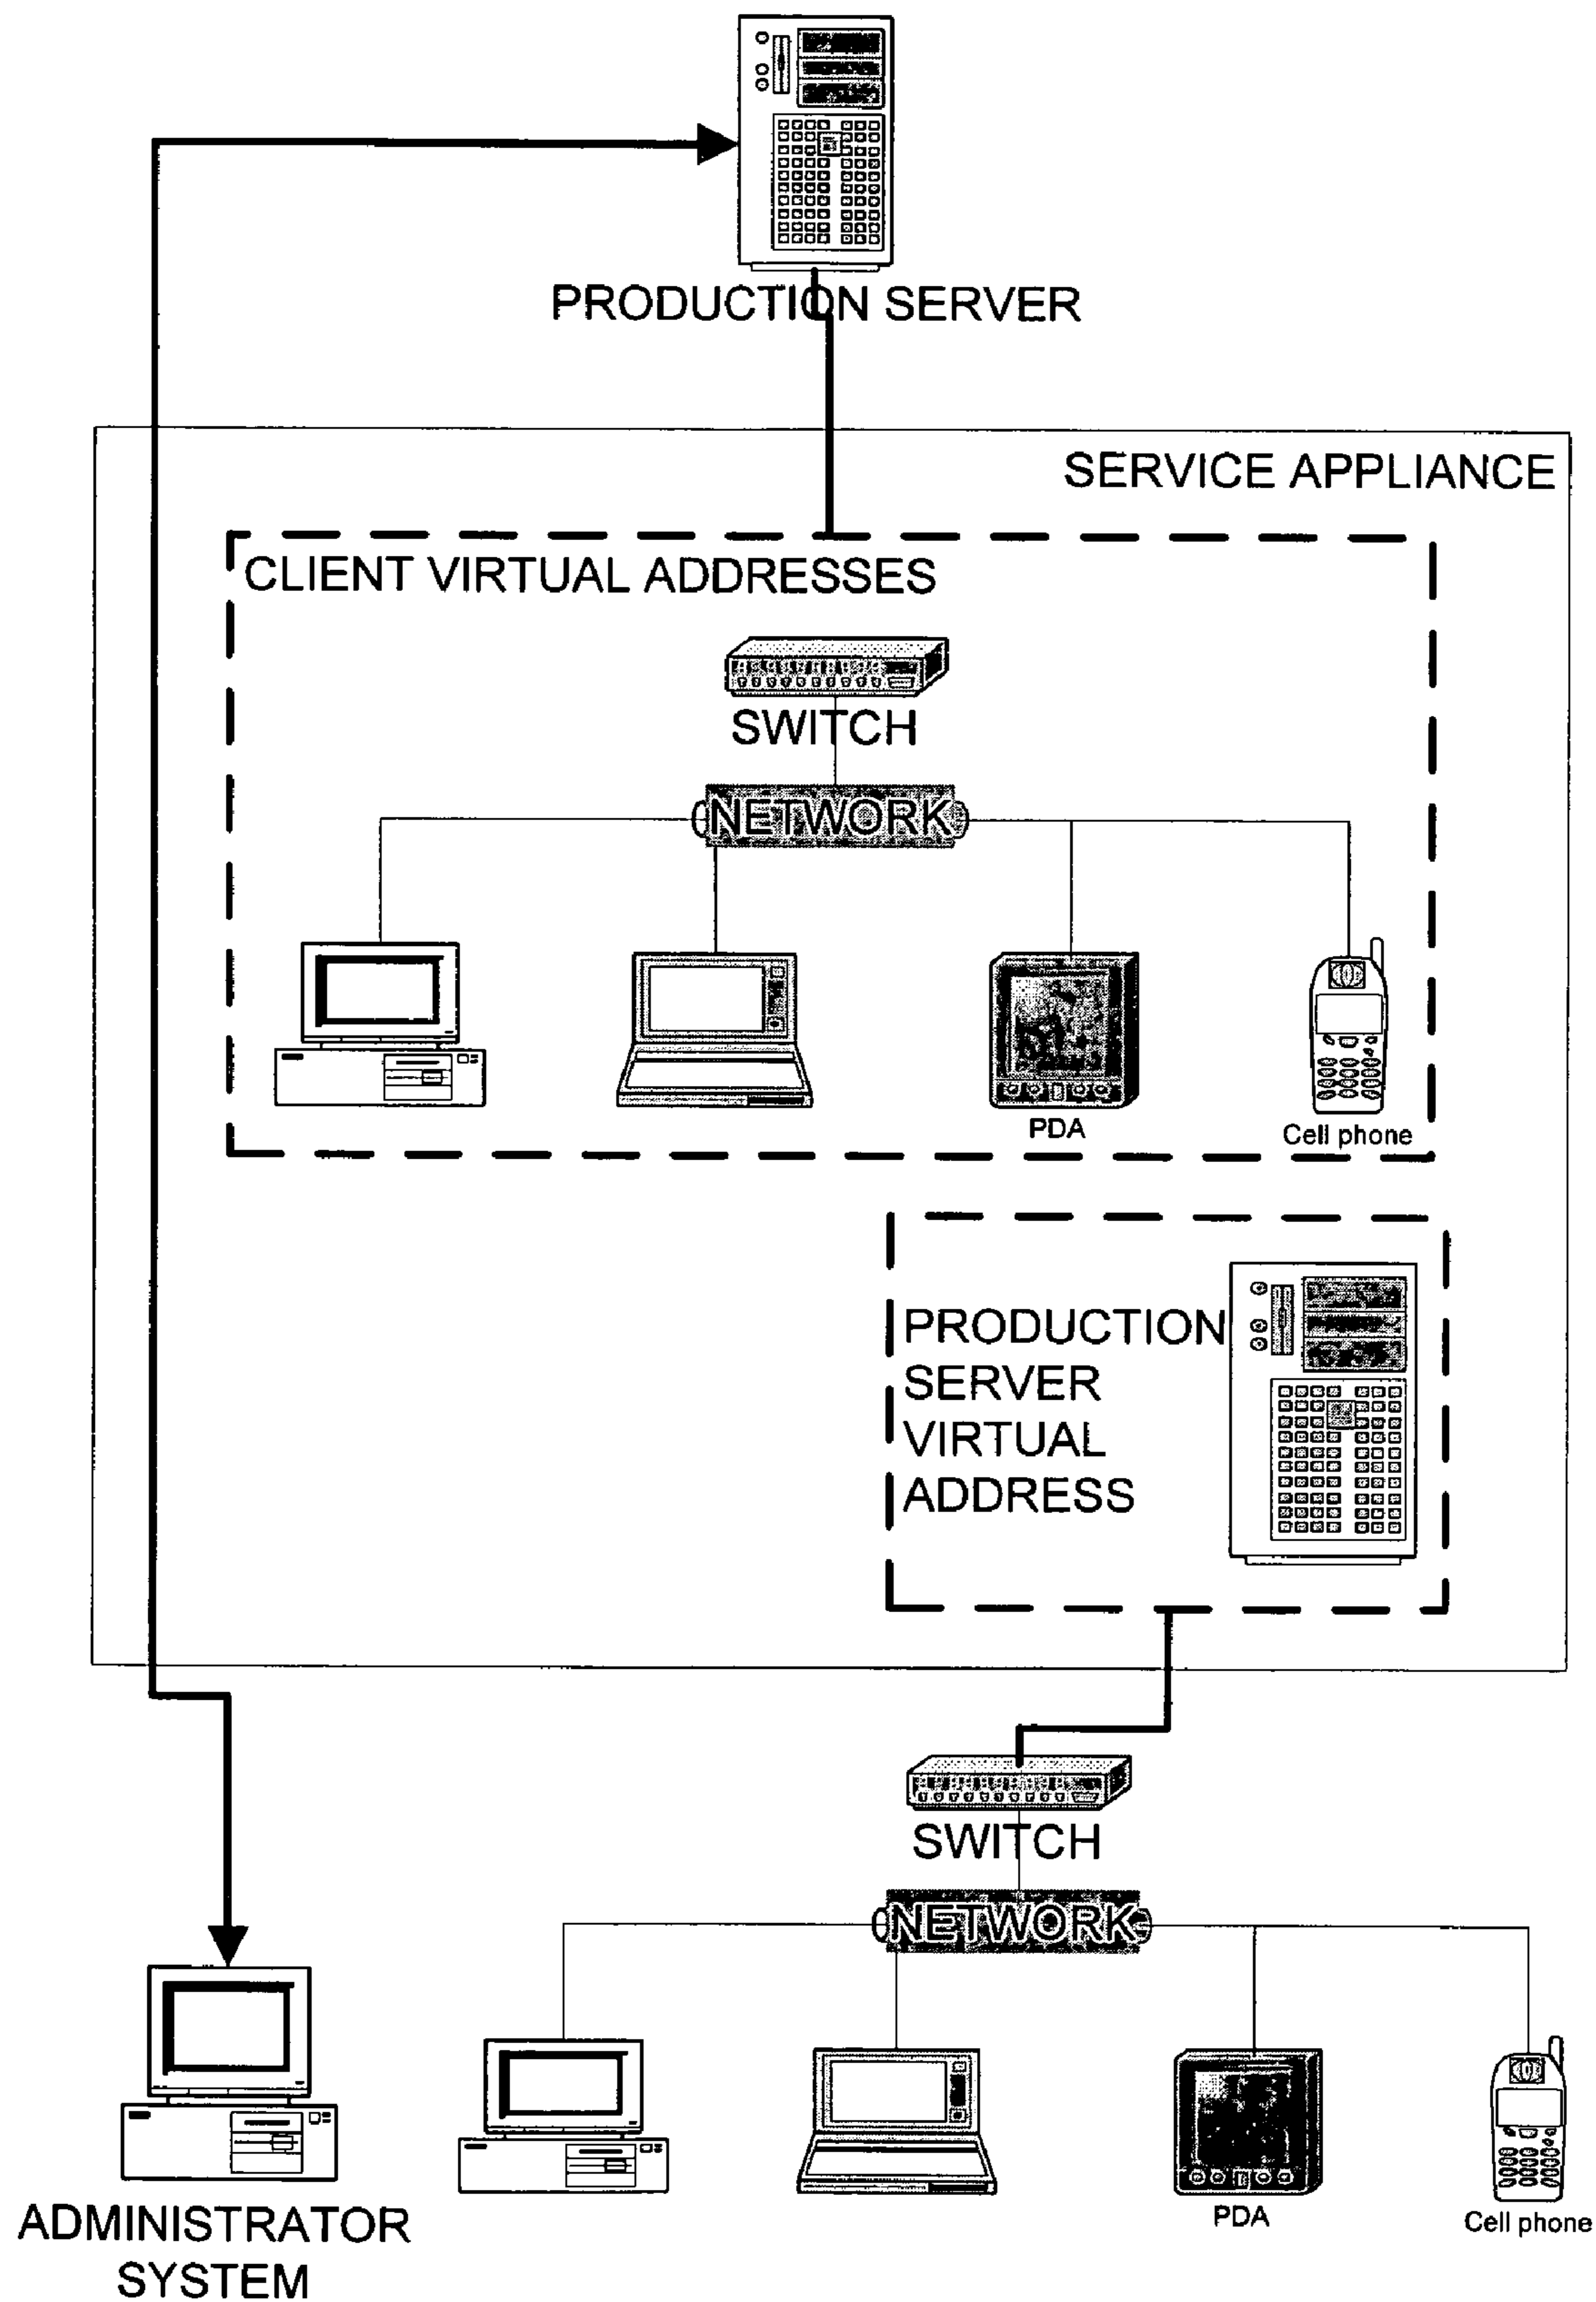 PRODUCTION SERVER
SERVICE APPLIANCE
CLIENT VIRTUAL ADDRESSES
SWITCH
NETWORK
PDA
Cell phone
PRODUCTION
SERVER
VIRTUAL
ADDRESS
SWITCH
NETWORK
PDA
Cell phone
ADMINISTRATOR
SYSTEM